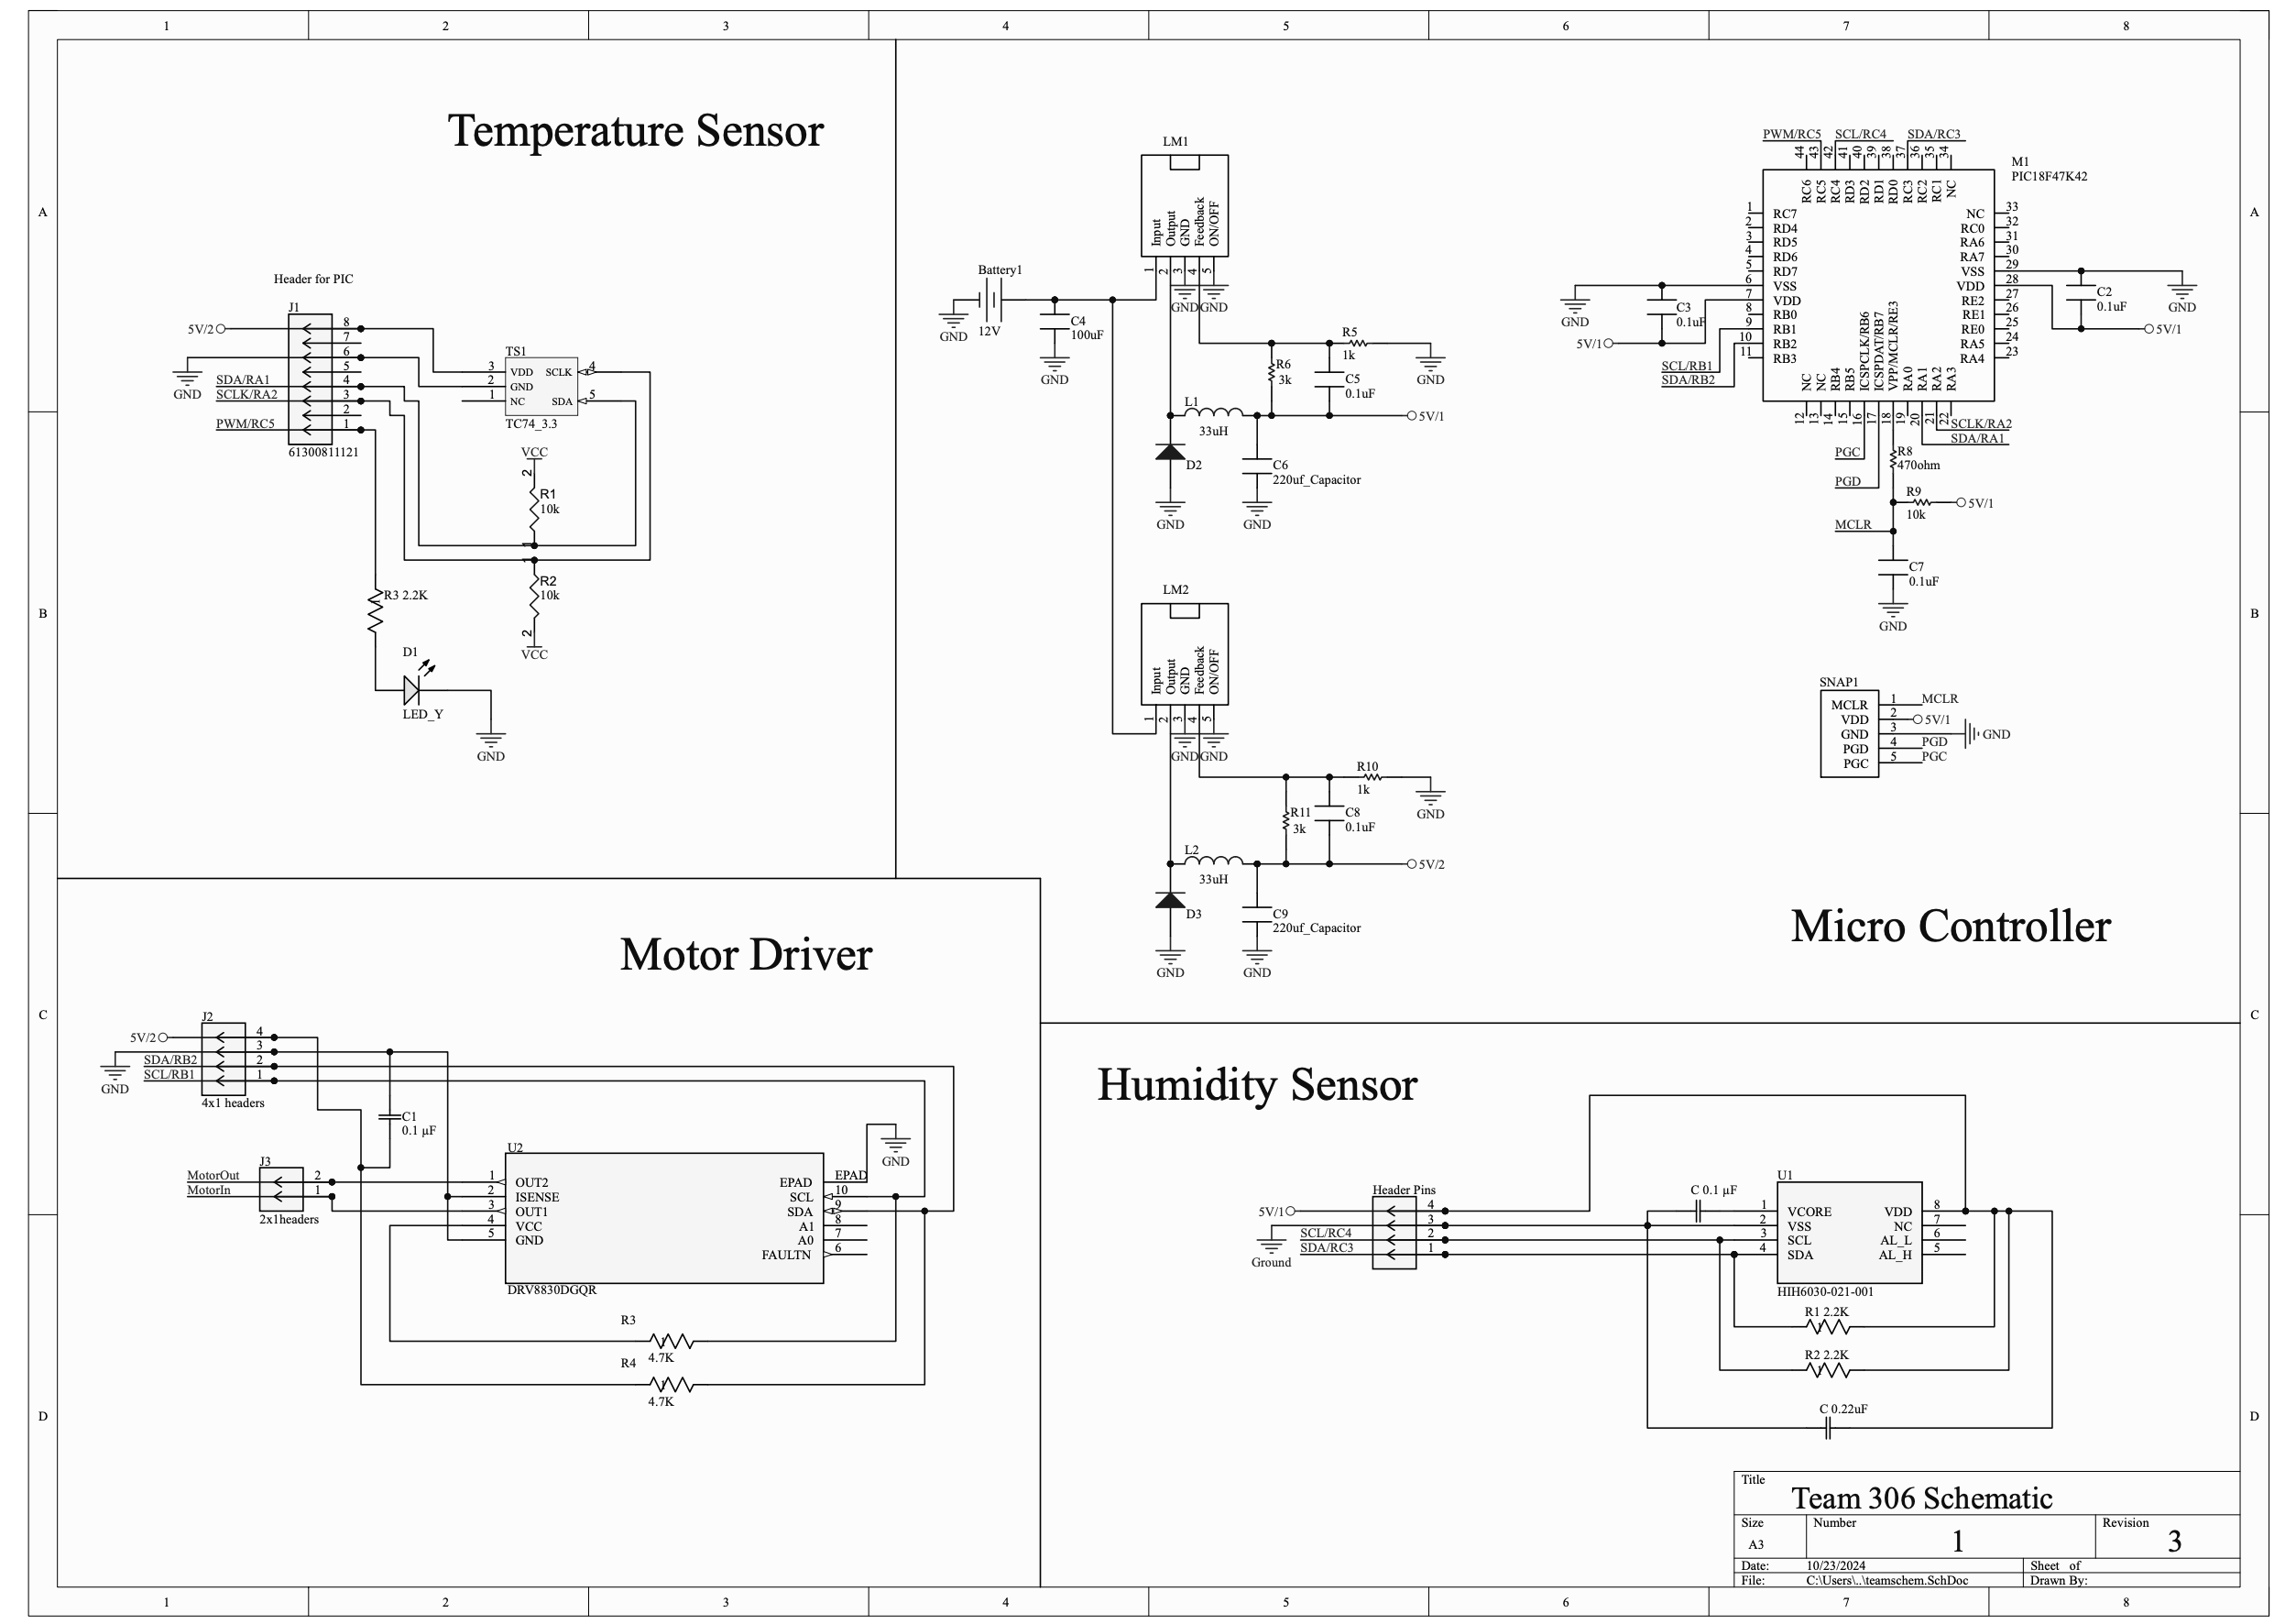 1 2 3 4 5 6 7 8
A
B
C
D
Temperature Sensor
Header for PIC
J1
5V/2
8
7
6
5
4
3
2
1
GND
SDA/RA1
SCLK/RA2
PWM/RC5
61300811121
TS1
3 VDD SCLK 4
2 GND
1 NC SDA 5
TC74_3.3
VCC
2
R1
10k
1
1
R2
10k
2
VCC
R3 2.2K
D1
LED_Y
GND
LM1
Input
Output
GND
Feedback
ON/OFF
1 2 3 4 5
GND GND
Battery1
12V
GND
C4
100uF
GND
R5
1k
GND
R6
3k
C5
0.1uF
L1
33uH
5V/1
D2
GND
C6
220uf_Capacitor
GND
LM2
Input
Output
GND
Feedback
ON/OFF
1 2 3 4 5
GND GND
R10
1k
GND
R11
3k
C8
0.1uF
L2
33uH
5V/2
D3
GND
C9
220uf_Capacitor
GND
PWM/RC5 SCL/RC4 SDA/RC3
44 43 42 41 40 39 38 37 36 35 34
M1
PIC18F47K42
RC6 RC5 RC4 RD3 RD2 RD1 RD0 RC3 RC2 RC1 NC
1 RC7
2 RD4
3 RD5
4 RD6
5 RD7
6 VSS
7 VDD
8 RB0
9 RB1
10 RB2
11 RB3
NC 33
RC0 32
RA6 31
RA7 30
VSS 29
VDD 28
RE2 27
RE1 26
RE0 25
RA5 24
RA4 23
NC NC RB4 RB5 ICSPCLK/RB6 ICSPDAT/RB7 VPP/MCLR/RE3 RA0 RA1 RA2 RA3
12 13 14 15 16 17 18 19 20 21 22
GND
C3
0.1uF
5V/1
SCL/RB1
SDA/RB2
C2
0.1uF
GND
5V/1
SCLK/RA2
SDA/RA1
PGC
PGD
R8
470ohm
R9
10k
5V/1
MCLR
C7
0.1uF
GND
SNAP1
MCLR 1 MCLR
VDD 2 5V/1
GND 3 GND
PGD 4 PGD
PGC 5 PGC
Micro Controller
Motor Driver
J2
5V/2
4
3
2
1
GND
SDA/RB2
SCL/RB1
4x1 headers
C1
0.1 µF
J3
MotorOut 2
MotorIn 1
2x1headers
U2
1 OUT2
2 ISENSE
3 OUT1
4 VCC
5 GND
EPAD EPAD
SCL 10
SDA 9
A1 8
A0 7
FAULTN 6
GND
DRV8830DGQR
R3
1
4.7K
R4
1
4.7K
Humidity Sensor
Header Pins
5V/1
4
3
2
1
SCL/RC4
SDA/RC3
Ground
C 0.1 µF
U1
1 VCORE VDD 8
2 VSS NC 7
3 SCL AL_L 6
4 SDA AL_H 5
HIH6030-021-001
R1 2.2K
1
R2 2.2K
1
C 0.22uF
Title
Team 306 Schematic
Size Number Revision
A3 1 3
Date: 10/23/2024 Sheet of
File: C:\Users\..\teamschem.SchDoc Drawn By:
1 2 3 4 5 6 7 8
A
B
C
D